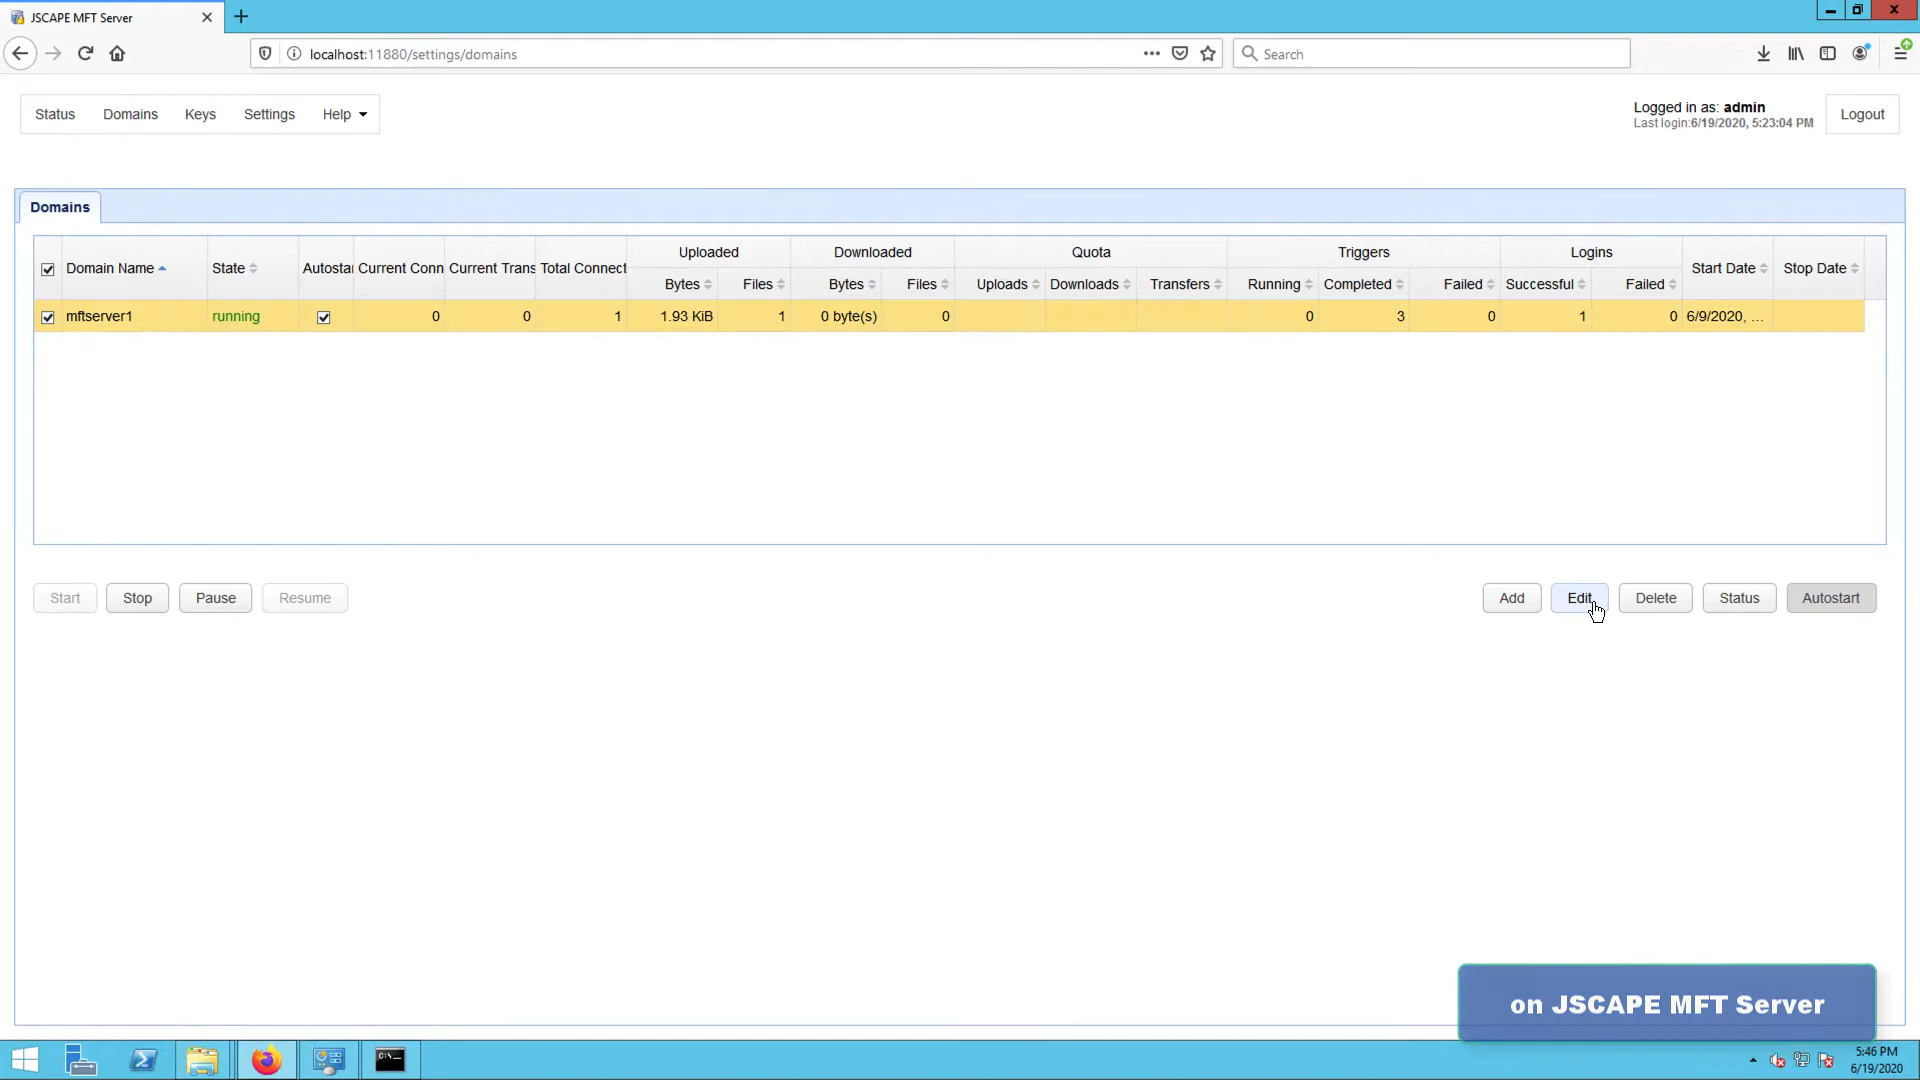 JSCAPE MFT Server
localhost:11880/settings/domains
Search
Status Domains Keys Settings Help
Logged in as: admin
Last login:6/19/2020, 5:23:04 PM
Logout
Domains
Uploaded Downloaded Quota Triggers Logins
Domain Name State Autostar Current Conn Current Trans Total Connect Start Date Stop Date
Bytes Files Bytes Files Uploads Downloads Transfers Running Completed Failed Successful Failed
mftserver1 running 0 0 1 1.93 KiB 1 0 byte(s) 0 0 3 0 1 0 6/9/2020, ...
Start Stop Pause Resume Add Edit Delete Status Autostart
on JSCAPE MFT Server
C:\
5:46 PM
6/19/2020